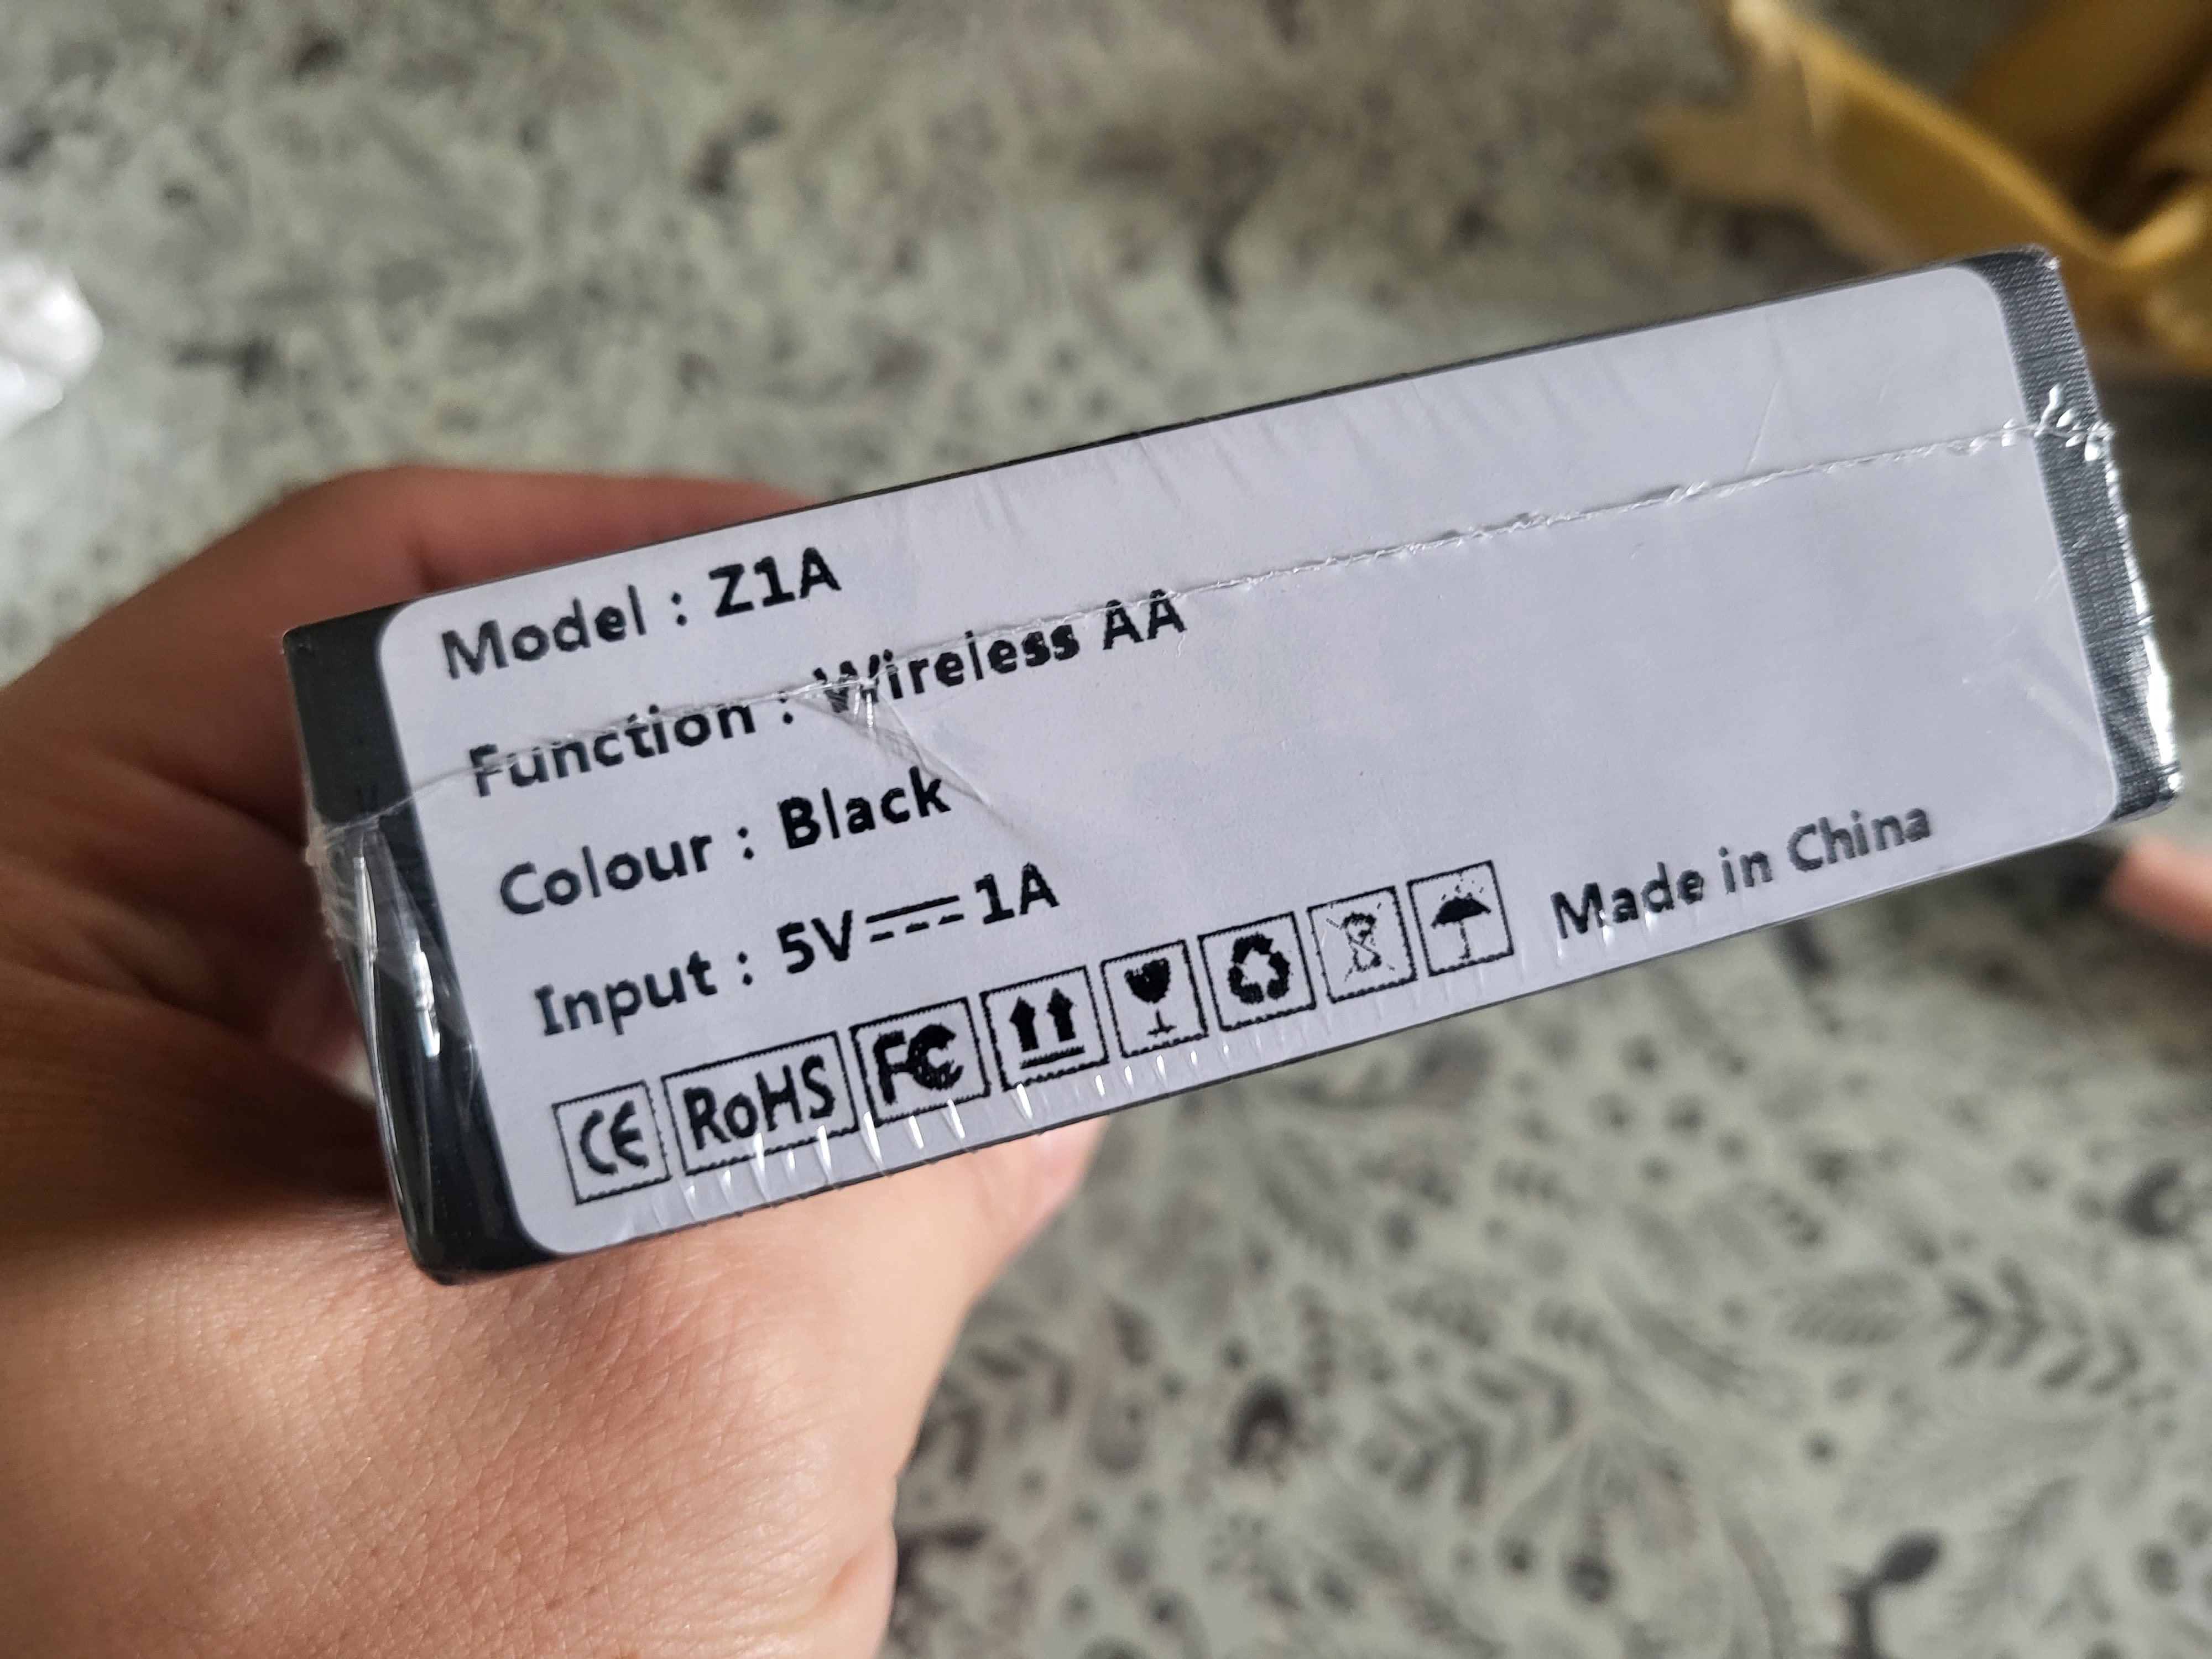 Model : Z1A
Function : Wireless AA
Colour : Black
Input : 5V⎓1A
CE RoHS FC Made in China